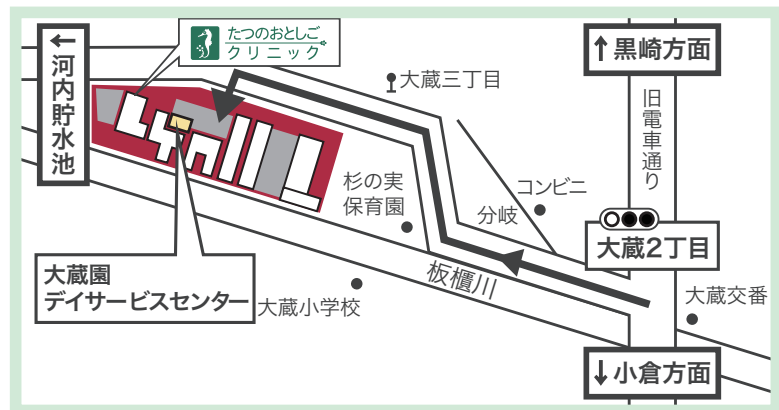 ←河内貯水池
たつのおとしご
クリニック
↑黒崎方面
大蔵三丁目
旧電車通り
コンビニ
杉の実
保育園
分岐
大蔵2丁目
大蔵園
デイサービスセンター
板櫃川
大蔵小学校
大蔵交番
↓小倉方面